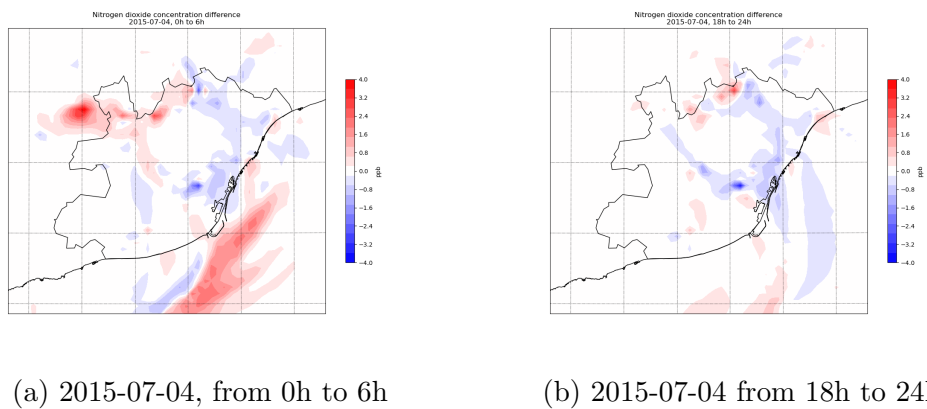 Nitrogen dioxide concentration difference
2015-07-04, 0h to 6h
4.0
3.2
2.4
1.6
0.8
0.0
−0.8
−1.6
−2.4
−3.2
−4.0
ppb
(a) 2015-07-04, from 0h to 6h
Nitrogen dioxide concentration difference
2015-07-04, 18h to 24h
4.0
3.2
2.4
1.6
0.8
0.0
−0.8
−1.6
−2.4
−3.2
−4.0
ppb
(b) 2015-07-04 from 18h to 24h